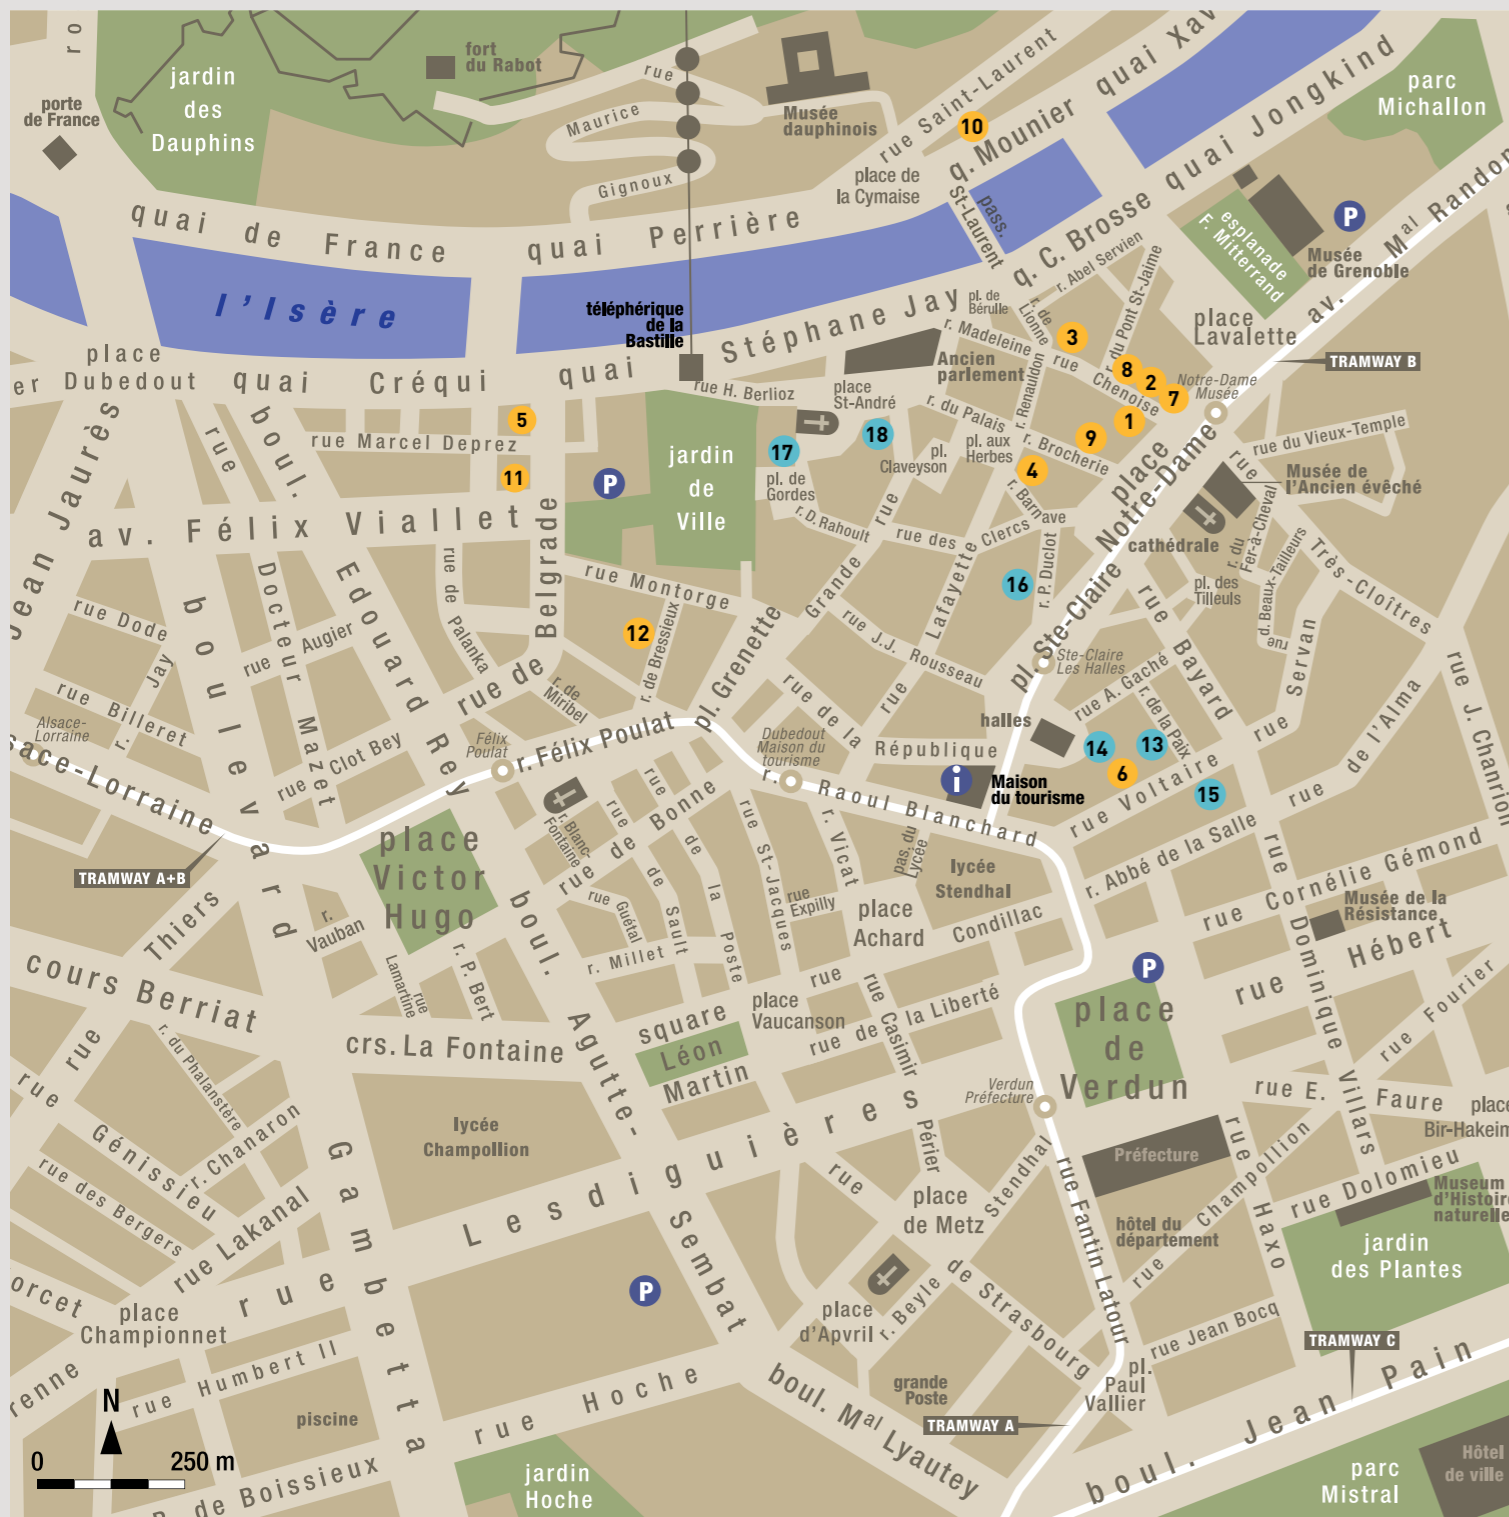 ro
porte
de France
jardin
des
Dauphins
fort
du Rabot
rue
Maurice
Gignoux
Musée
dauphinois
rue Saint-Laurent
10
place de
la Cymaise
q. Mounier
quai Xav
pass.
St-Laurent
quai Jongkind
parc
Michallon
q. C. Brosse
r. Abel Servien
esplanade
F. Mitterrand
P
Musée
de Grenoble
av. Mal Randon
quai de France
quai Perrière
l'Isère
téléphérique
de la
Bastille
quai Stéphane Jay
pl. de
Bérulle
r. de
Lionne
r. du Pont St-Jaime
place
Lavalette
TRAMWAY B
place
Dubedout
er
quai Créqui
r. Madeleine
Ancien
parlement
3
rue Chenoise
8
2
7
1
9
Notre-Dame
Musée
rue H. Berlioz
place
St-André
r. du Palais
r. Renauldon
r. Brocherie
pl. aux
Herbes
4
5
rue Marcel Deprez
11
P
jardin
de
Ville
17
18
pl. de
Gordes
pl.
Claveyson
rue du Vieux-Temple
Musée de
l'Ancien évêché
place
Notre-Dame
cathédrale
rue Très-Cloîtres
r. du
Fer-à-Cheval
rue d. Beaux-Tailleurs
pl. des
Tilleuls
Jean Jaurès
rue
boul.
Edouard Rey
av. Félix Viallet
r. D. Rahoult
rue des Clercs
r. Barnave
r. P. Duclot
16
Grande rue
rue Lafayette
rue de Belgrade
rue Montorge
12
r. de Bressieux
pl. Grenette
rue J.J. Rousseau
pl. Ste-Claire
Ste-Claire
Les Halles
rue Bayard
rue Servan
rue J. Chanrion
rue Dode
Docteur Mazet
rue Augier
rue de Palanka
r. Jay
rue Billeret
Alsace-
Lorraine
sace-Lorraine
rue Clot Bey
Félix
Poulat
r. de
Miribel
r. Félix Poulat
rue de la
République
Dubedout
Maison du
tourisme
i
Maison
du tourisme
halles
rue A. Gaché
r. de la Paix
14
13
6
15
rue Voltaire
rue de l'Alma
r. Raoul Blanchard
r. Vicat
pas. du
Lycée
lycée
Stendhal
r. Abbé de la Salle
rue Cornélie Gémond
Musée de la
Résistance
rue Hébert
rue Dominique Villars
rue Fourier
TRAMWAY A+B
boulevard Gambetta
rue Thiers
place
Victor
Hugo
r.
Vauban
rue
Lamartine
r. P. Bert
r. Blanc-
Fontaine
rue de Bonne
rue de Sault
rue de la Poste
rue St-Jacques
rue
Expilly
rue Guétal
r. Millet
place
Achard
rue Condillac
boul. Agutte-Sembat
cours Berriat
crs. La Fontaine
square
Léon
Martin
place
Vaucanson
rue de la Liberté
rue Casimir Périer
P
place
de
Verdun
Verdun
Préfecture
Préfecture
rue E. Faure
place
Bir-Hakeim
rue
r. du Phalanstère
Génissieu
r. Chanaron
rue des Bergers
rue Lakanal
lycée
Champollion
rue Lesdiguières
rue
place
de Metz
Stendhal
rue Fantin Latour
hôtel du
département
rue Champollion
rue Haxo
rue Dolomieu
Museum
d'Histoire
naturelle
jardin
des Plantes
orcet
place
Championnet
P
place
d'Apvril
r. Beyle
de Strasbourg
rue Jean Bocq
TRAMWAY C
renne
rue Humbert II
piscine
rue Hoche
boul. Mal Lyautey
grande
Poste
TRAMWAY A
pl.
Paul
Vallier
boul. Jean Pain
N
0
250 m
de Boissieux
jardin
Hoche
parc
Mistral
Hôtel
de ville